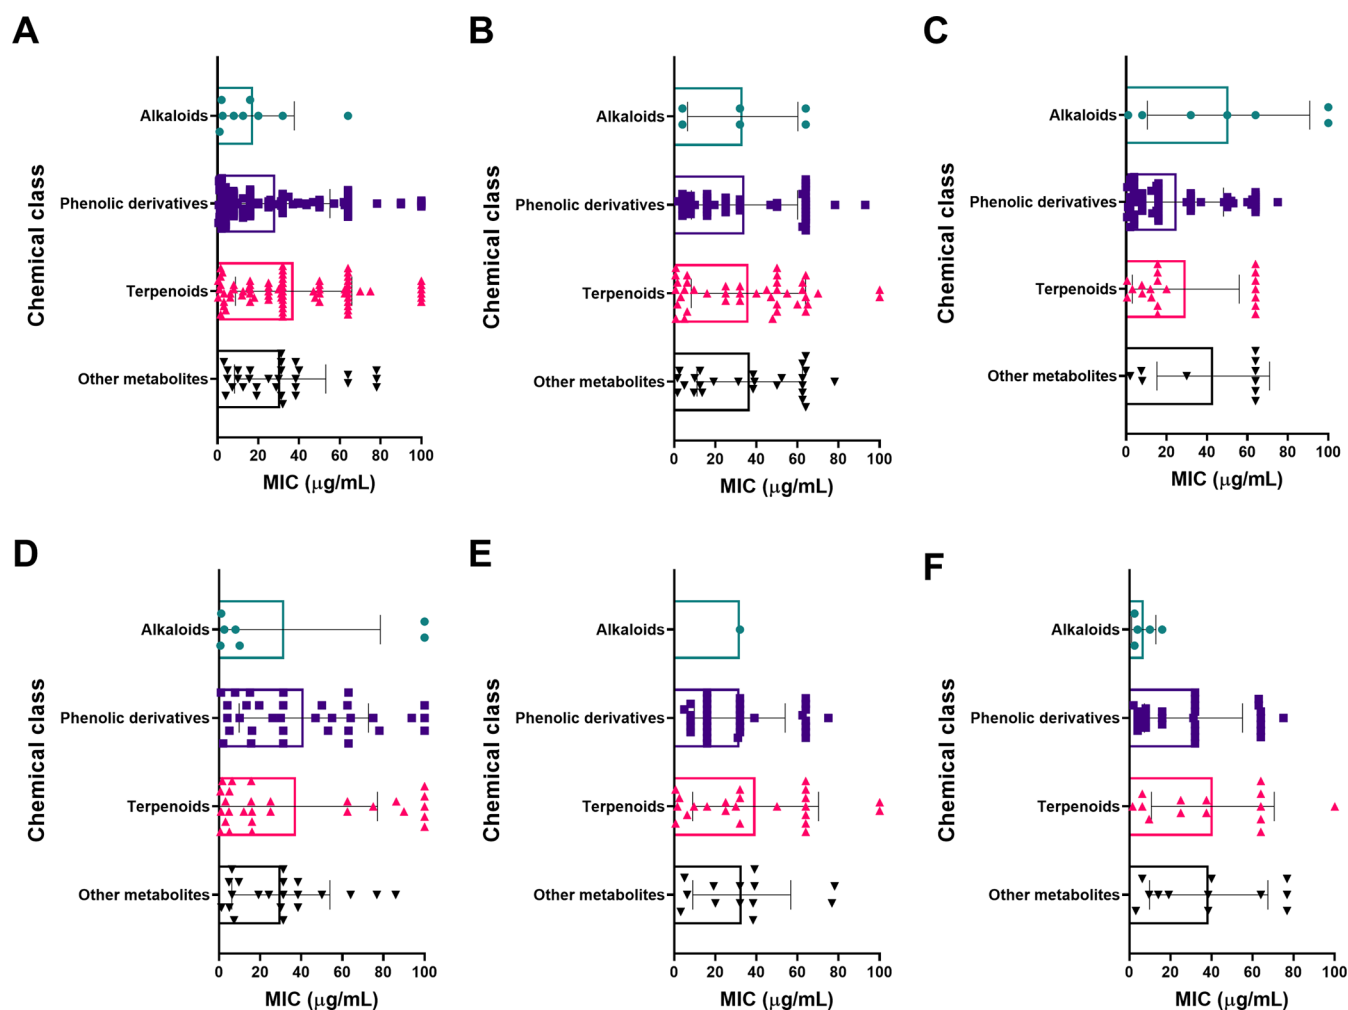 A
Chemical class
Alkaloids
Phenolic derivatives
Terpenoids
Other metabolites
0 20 40 60 80 100
MIC (μg/mL)
B
Chemical class
Alkaloids
Phenolic derivatives
Terpenoids
Other metabolites
0 20 40 60 80 100
MIC (μg/mL)
C
Chemical class
Alkaloids
Phenolic derivatives
Terpenoids
Other metabolites
0 20 40 60 80 100
MIC (μg/mL)
D
Chemical class
Alkaloids
Phenolic derivatives
Terpenoids
Other metabolites
0 20 40 60 80 100
MIC (μg/mL)
E
Chemical class
Alkaloids
Phenolic derivatives
Terpenoids
Other metabolites
0 20 40 60 80 100
MIC (μg/mL)
F
Chemical class
Alkaloids
Phenolic derivatives
Terpenoids
Other metabolites
0 20 40 60 80 100
MIC (μg/mL)